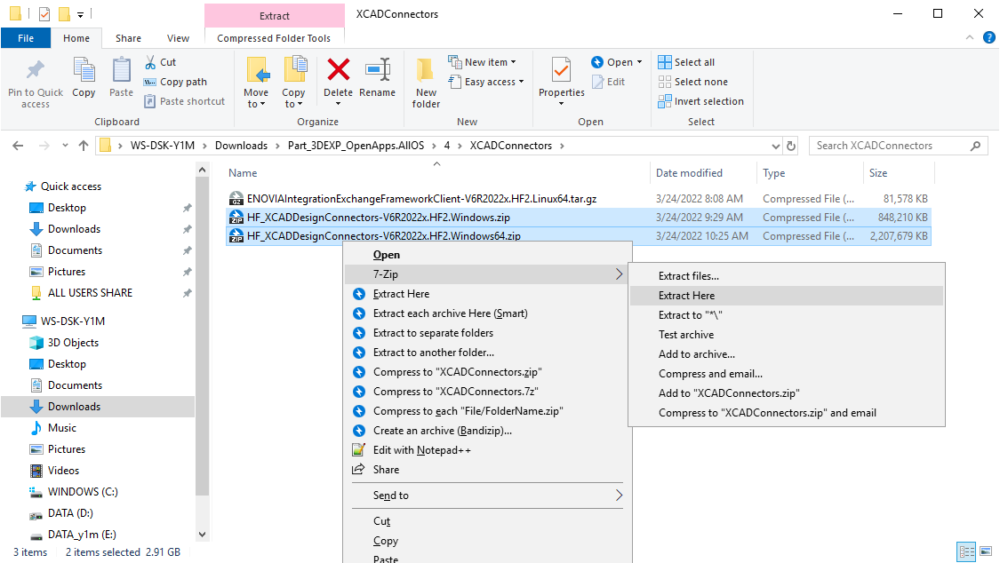 Extract
XCADConnectors
File
Home
Share
View
Compressed Folder Tools
Pin to Quick access
Copy
Paste
Cut
Copy path
Paste shortcut
Clipboard
Move to
Copy to
Delete
Rename
Organize
New folder
New item
Easy access
New
Properties
Open
Edit
Open
Select all
Select none
Invert selection
Select
WS-DSK-Y1M > Downloads > Part_3DEXP_OpenApps.AllOS > 4 > XCADConnectors >
Search XCADConnectors
Name
Date modified
Type
Size
ENOVIAIntegrationExchangeFrameworkClient-V6R2022x.HF2.Linux64.tar.gz 3/24/2022 8:08 AM Compressed File (... 81,578 KB
HF_XCADDesignConnectors-V6R2022x.HF2.Windows.zip 3/24/2022 9:29 AM Compressed File (... 848,210 KB
HF_XCADDesignConnectors-V6R2022x.HF2.Windows64.zip 3/24/2022 10:25 AM Compressed File (... 2,207,679 KB
GZ
ZIP
ZIP
Quick access
Desktop
Downloads
Documents
Pictures
ALL USERS SHARE
WS-DSK-Y1M
3D Objects
Desktop
Documents
Downloads
Music
Pictures
Videos
WINDOWS (C:)
DATA (D:)
DATA_y1m (E:)
Open
7-Zip
Extract Here
Extract each archive Here (Smart)
Extract to separate folders
Extract to another folder...
Compress to "XCADConnectors.zip"
Compress to "XCADConnectors.7z"
Compress to each "File/FolderName.zip"
Create an archive (Bandizip)...
Edit with Notepad++
Share
Send to
Cut
Copy
Paste
Extract files...
Extract Here
Extract to "*\"
Test archive
Add to archive...
Compress and email...
Add to "XCADConnectors.zip"
Compress to "XCADConnectors.zip" and email
3 items
2 items selected 2.91 GB